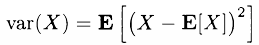 var(X) = E[(X − E[X])²]